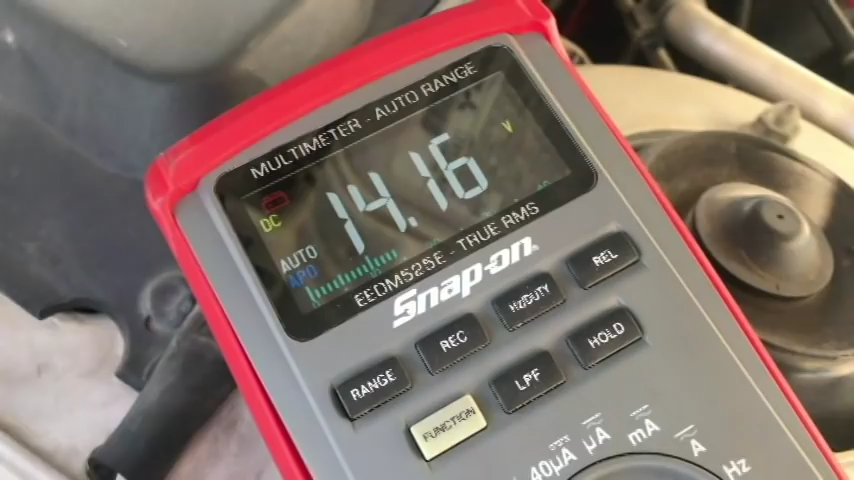 MULTIMETER - AUTO RANGE
DC
14.16 V
AUTO
APO
EEDM525E - TRUE RMS
Snap-on
RANGE REC Hz/DUTY REL
FUNCTION LPF HOLD
40µA µA mA A Hz